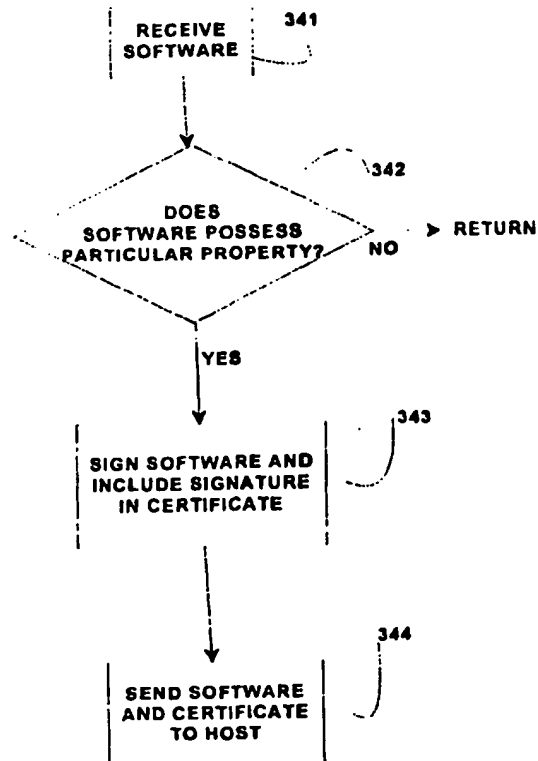 RECEIVE
SOFTWARE
341
342
DOES
SOFTWARE POSSESS
PARTICULAR PROPERTY?
NO
RETURN
YES
343
SIGN SOFTWARE AND
INCLUDE SIGNATURE
IN CERTIFICATE
344
SEND SOFTWARE
AND CERTIFICATE
TO HOST